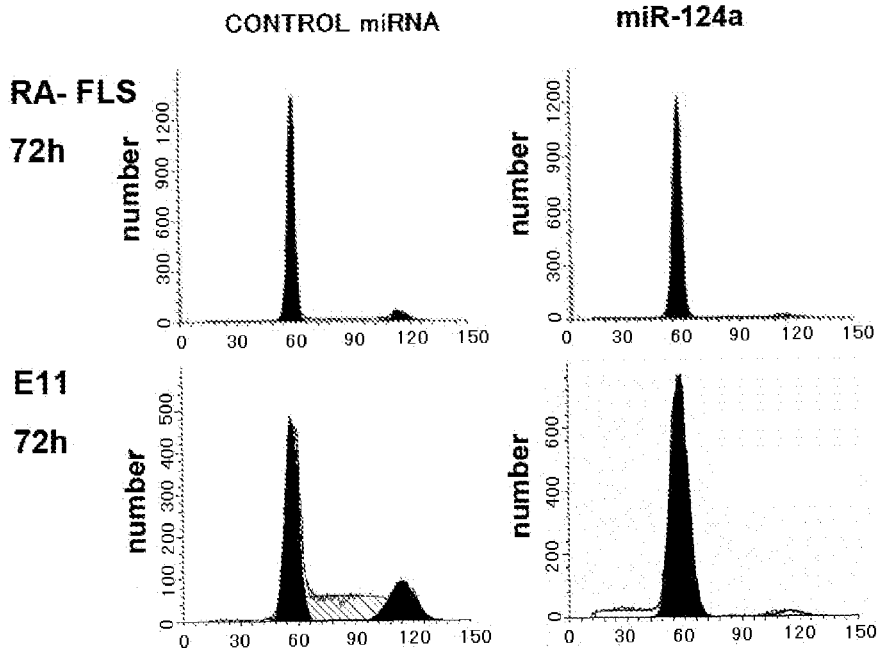 CONTROL miRNA
miR-124a
RA- FLS
72h
number
0 300 600 900 1200
0 30 60 90 120 150
number
0 300 600 900 1200
0 30 60 90 120 150
E11
72h
number
0 100 200 300 400 500
0 30 60 90 120 150
number
0 200 400 600
0 30 60 90 120 150